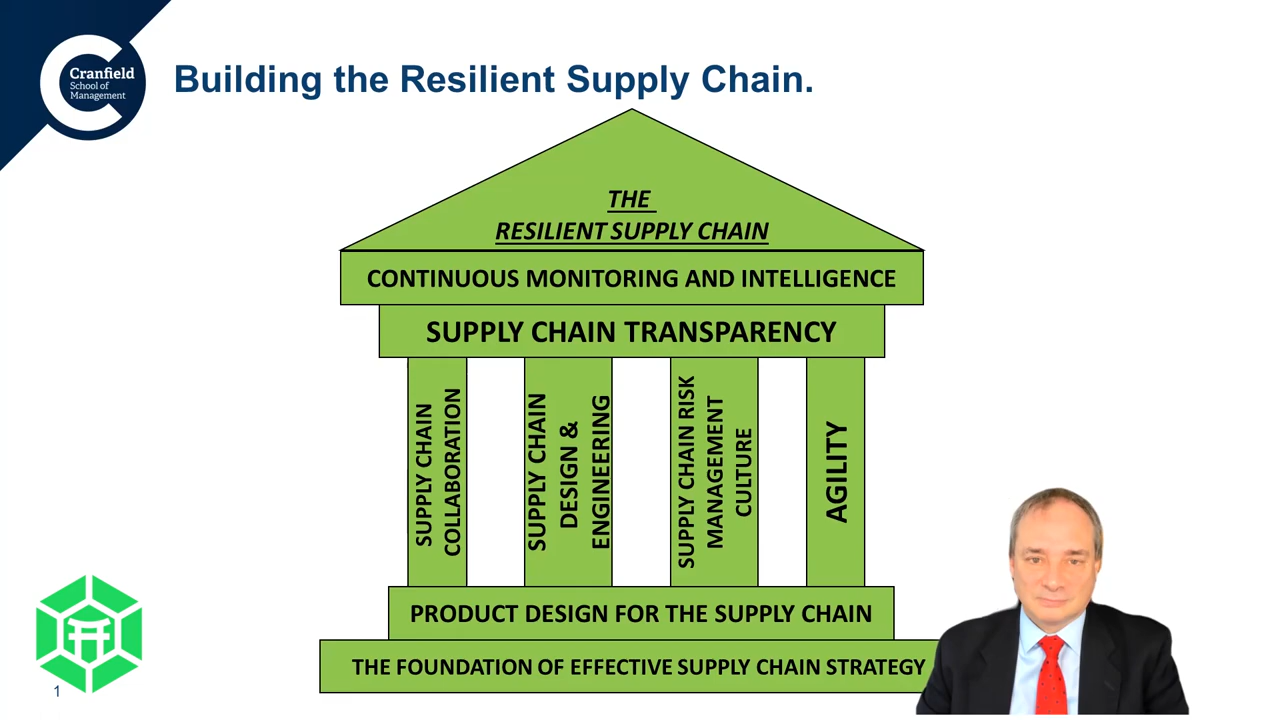 Cranfield
School of
Management
Building the Resilient Supply Chain.
THE
RESILIENT SUPPLY CHAIN
CONTINUOUS MONITORING AND INTELLIGENCE
SUPPLY CHAIN TRANSPARENCY
SUPPLY CHAIN
COLLABORATION
SUPPLY CHAIN
DESIGN &
ENGINEERING
SUPPLY CHAIN RISK
MANAGEMENT
CULTURE
AGILITY
PRODUCT DESIGN FOR THE SUPPLY CHAIN
THE FOUNDATION OF EFFECTIVE SUPPLY CHAIN STRATEGY
1